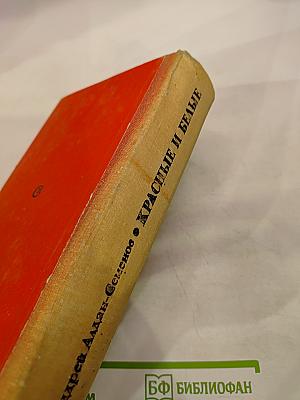 Андрей Алдан-Семенов • КРАСНЫЕ И БЕЛЫЕ
БФ БИБЛИОФАН